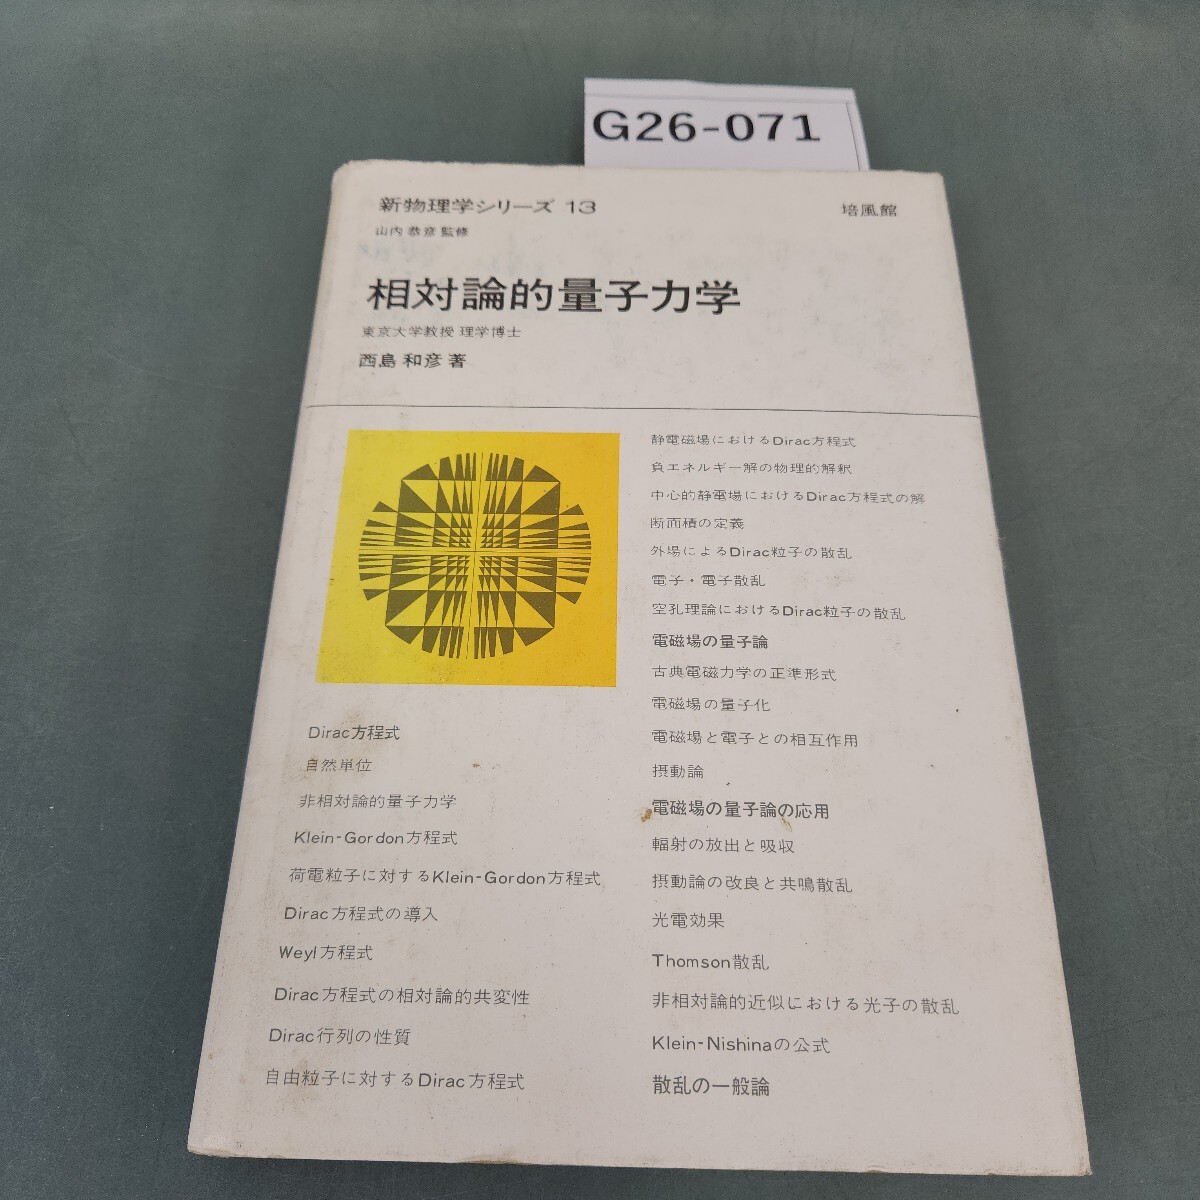 G26-071
新物理学シリーズ 13
培風館
山内 恭彦 監修
相対論的量子力学
東京大学教授 理学博士
西島 和彦 著
Dirac方程式
自然単位
非相対論的量子力学
Klein-Gordon方程式
荷電粒子に対するKlein-Gordon方程式
Dirac方程式の導入
Weyl方程式
Dirac方程式の相対論的共変性
Dirac行列の性質
自由粒子に対するDirac方程式
静電磁場におけるDirac方程式
負エネルギー解の物理的解釈
中心的静電場におけるDirac方程式の解
断面積の定義
外場によるDirac粒子の散乱
電子・電子散乱
空孔理論におけるDirac粒子の散乱
電磁場の量子論
古典電磁力学の正準形式
電磁場の量子化
電磁場と電子との相互作用
摂動論
電磁場の量子論の応用
輻射の放出と吸収
摂動論の改良と共鳴散乱
光電効果
Thomson散乱
非相対論的近似における光子の散乱
Klein-Nishinaの公式
散乱の一般論